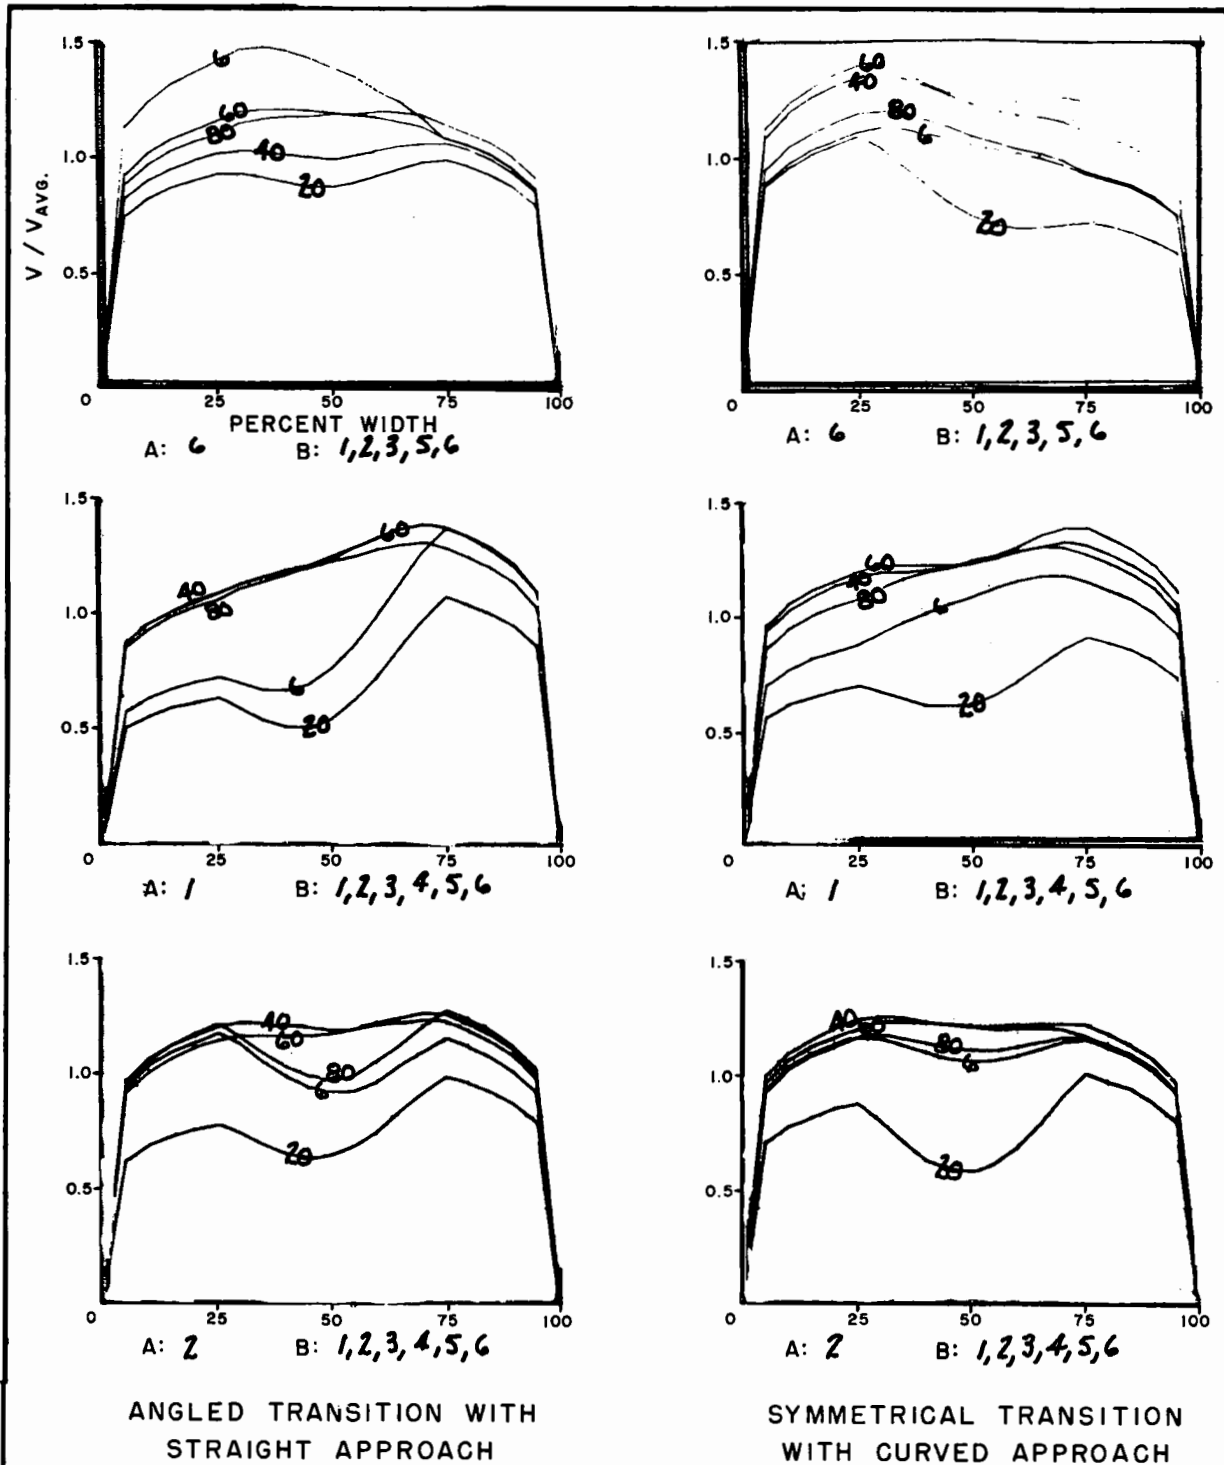 1.5
1.0
0.5
V / VAVG.
6
60
80
40
20
0 25 50 75 100
PERCENT WIDTH
A: 6 B: 1,2,3,5,6
1.5
1.0
0.5
60
40
80
6
20
0 25 50 75 100
A: 6 B: 1,2,3,5,6
1.5
1.0
0.5
60
40
80
6
20
0 25 50 75 100
A: 1 B: 1,2,3,4,5,6
1.5
1.0
0.5
60
40
80
6
20
0 25 50 75 100
A: 1 B: 1,2,3,4,5,6
1.5
1.0
0.5
40
60
80
6
20
0 25 50 75 100
A: 2 B: 1,2,3,4,5,6
1.5
1.0
0.5
40
60
80
6
20
0 25 50 75 100
A: 2 B: 1,2,3,4,5,6
ANGLED TRANSITION WITH
STRAIGHT APPROACH
SYMMETRICAL TRANSITION
WITH CURVED APPROACH